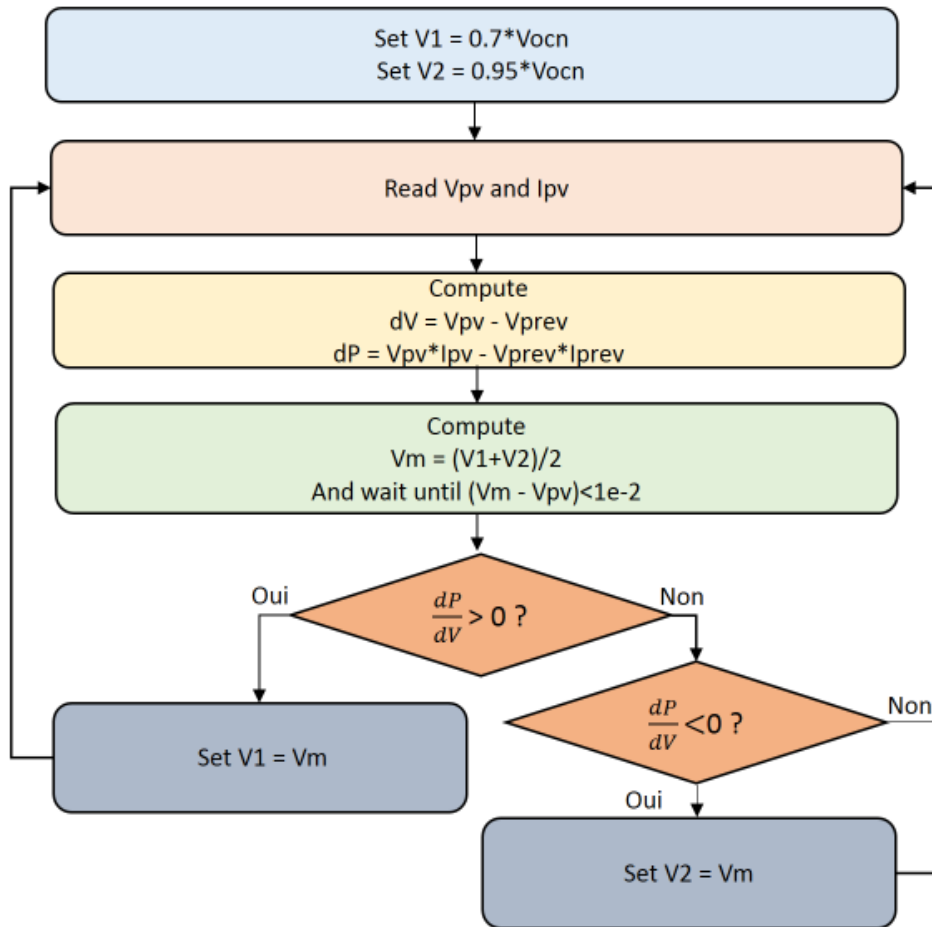 Set V1 = 0.7*Vocn
Set V2 = 0.95*Vocn
Read Vpv and Ipv
Compute
dV = Vpv - Vprev
dP = Vpv*Ipv - Vprev*Iprev
Compute
Vm = (V1+V2)/2
And wait until (Vm - Vpv)<1e-2
Oui
dP/dV > 0 ?
Non
Set V1 = Vm
dP/dV <0 ?
Non
Oui
Set V2 = Vm